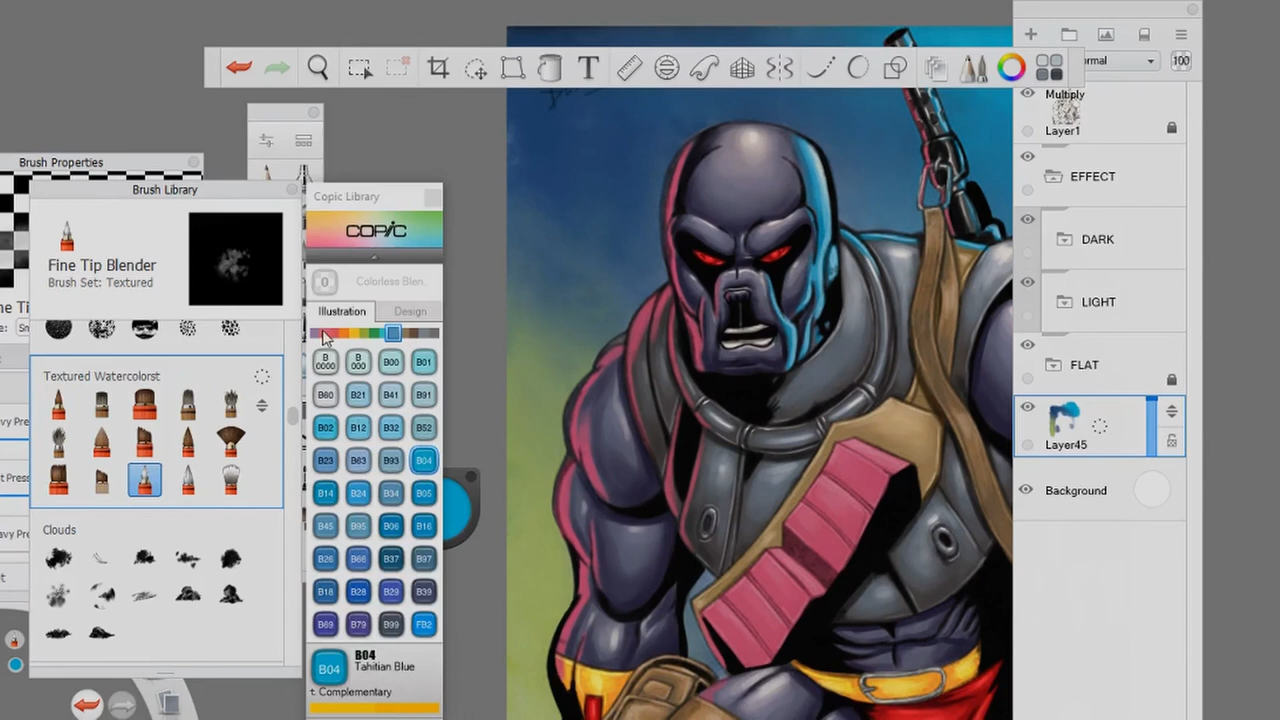 100
Multiply
Layer1
EFFECT
DARK
LIGHT
FLAT
Layer45
Background
Brush Properties
Brush Library
Fine Tip Blender
Brush Set: Textured
Textured Watercolorst
Clouds
Copic Library
COPIC
0 Colorless Blen.
Illustration Design
B0000 B000 B00 B01
B60 B21 B41 B91
B02 B12 B32 B52
B23 B63 B93 B04
B14 B24 B34 B05
B45 B95 B06 B16
B26 B66 B37 B97
B18 B28 B29 B39
B69 B79 B99 FB2
B04 B04
Tahitian Blue
t. Complementary